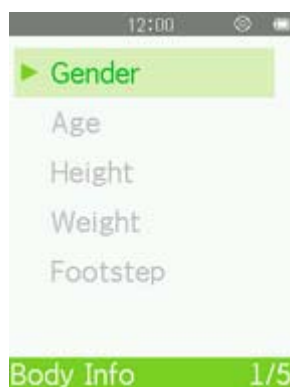 12:00
Gender
Age
Height
Weight
Footstep
Body Info 1/5